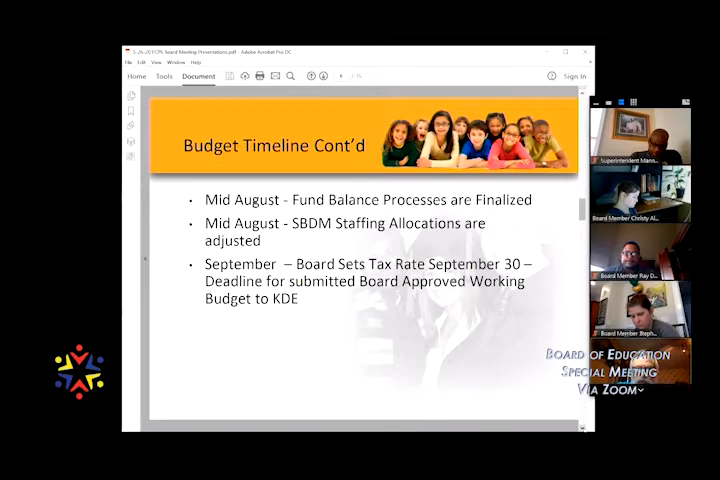 5-26-20 ECPS Board Meeting Presentations.pdf - Adobe Acrobat Pro DC
File Edit View Window Help
Home Tools Document 6 / 15 Sign In
Budget Timeline Cont'd
• Mid August - Fund Balance Processes are Finalized
• Mid August - SBDM Staffing Allocations are
adjusted
• September – Board Sets Tax Rate September 30 –
Deadline for submitted Board Approved Working
Budget to KDE
Superintendent Mann...
Board Member Christy Al...
Board Member Ray D...
Board Member Steph...
Board of Education
Special Meeting
Via Zoom